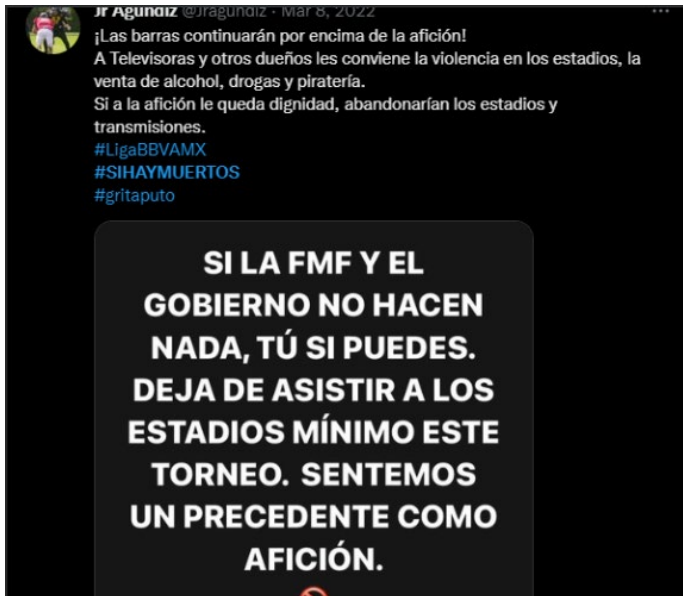 Jr Agundiz @Jragundiz · Mar 8, 2022
¡Las barras continuarán por encima de la afición!
A Televisoras y otros dueños les conviene la violencia en los estadios, la
venta de alcohol, drogas y piratería.
Si a la afición le queda dignidad, abandonarían los estadios y
transmisiones.
#LigaBBVAMX
#SIHAYMUERTOS
#gritaputo
SI LA FMF Y EL
GOBIERNO NO HACEN
NADA, TÚ SI PUEDES.
DEJA DE ASISTIR A LOS
ESTADIOS MÍNIMO ESTE
TORNEO. SENTEMOS
UN PRECEDENTE COMO
AFICIÓN.